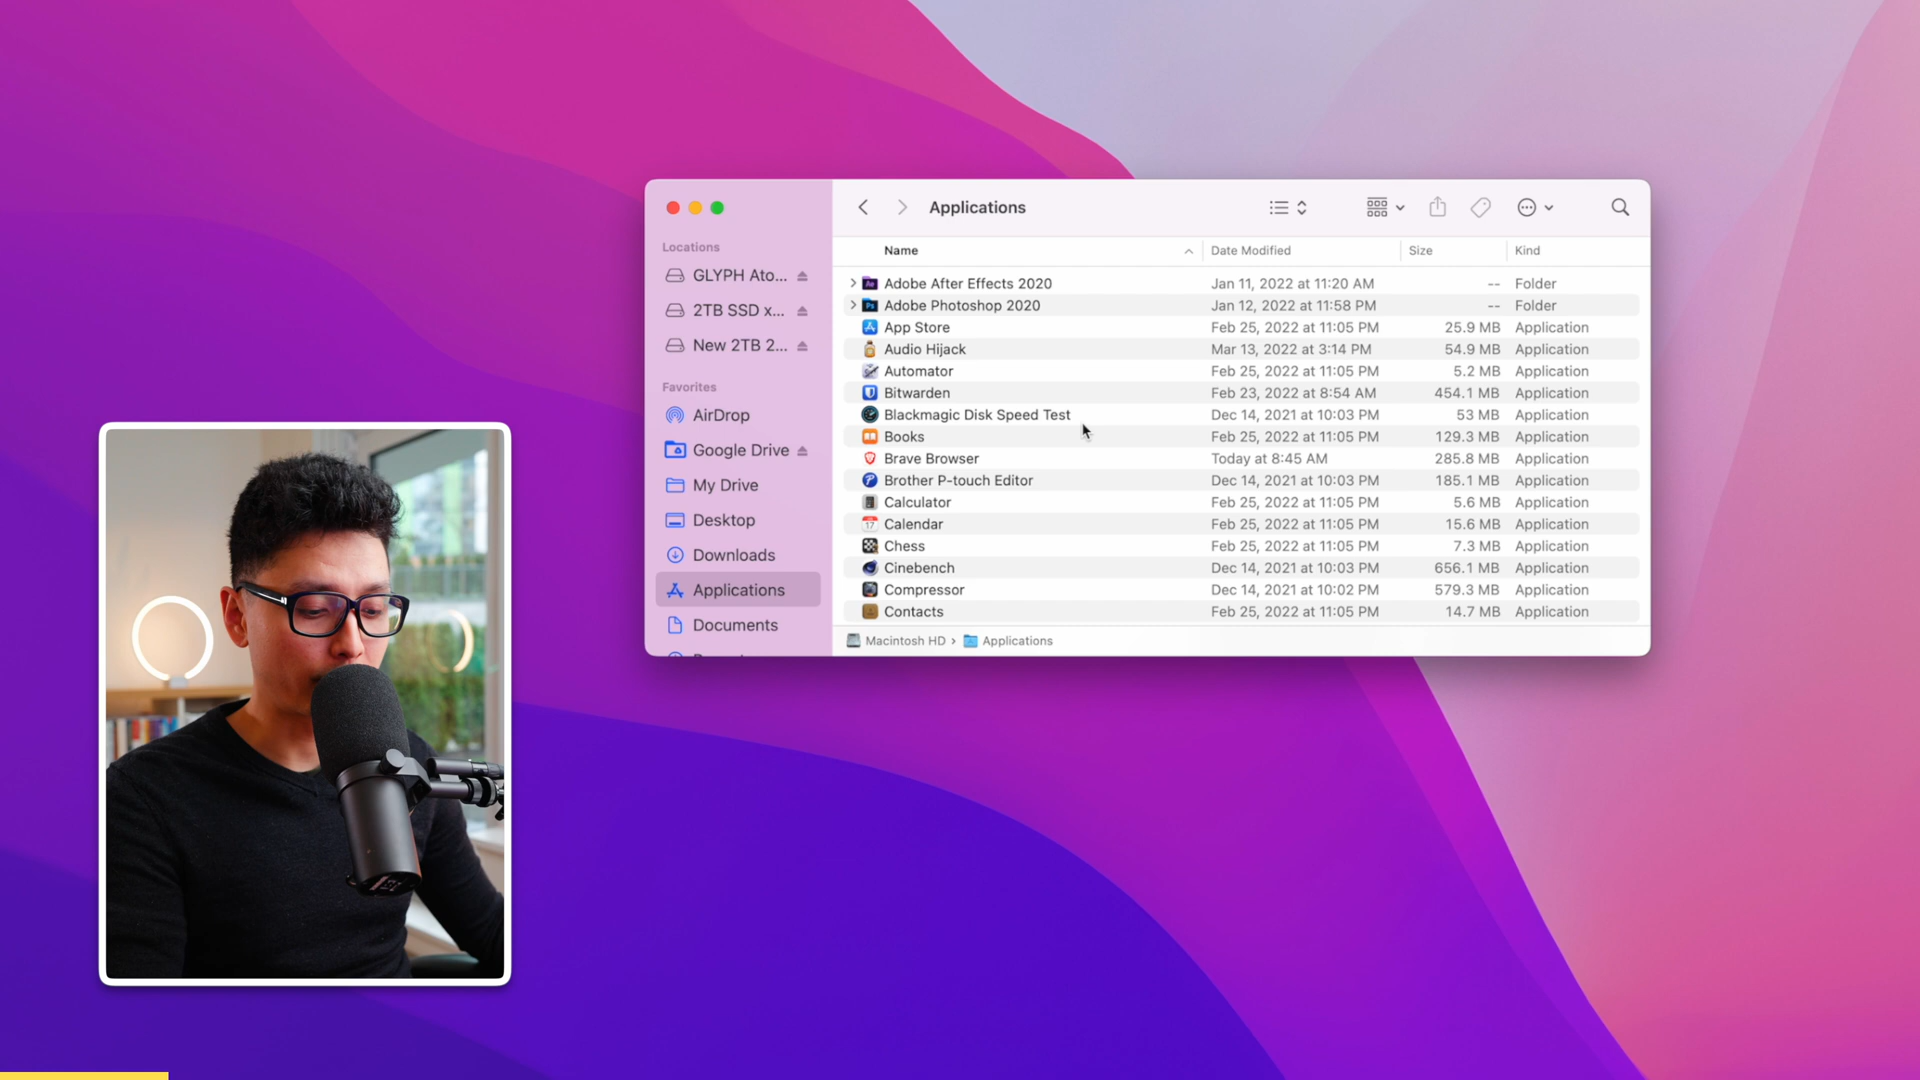 Applications
Locations
GLYPH Ato...
2TB SSD x...
New 2TB 2...
Favorites
AirDrop
Google Drive
My Drive
Desktop
Downloads
Applications
Documents
Name Date Modified Size Kind
Adobe After Effects 2020 Jan 11, 2022 at 11:20 AM -- Folder
Adobe Photoshop 2020 Jan 12, 2022 at 11:58 PM -- Folder
App Store Feb 25, 2022 at 11:05 PM 25.9 MB Application
Audio Hijack Mar 13, 2022 at 3:14 PM 54.9 MB Application
Automator Feb 25, 2022 at 11:05 PM 5.2 MB Application
Bitwarden Feb 23, 2022 at 8:54 AM 454.1 MB Application
Blackmagic Disk Speed Test Dec 14, 2021 at 10:03 PM 53 MB Application
Books Feb 25, 2022 at 11:05 PM 129.3 MB Application
Brave Browser Today at 8:45 AM 285.8 MB Application
Brother P-touch Editor Dec 14, 2021 at 10:03 PM 185.1 MB Application
Calculator Feb 25, 2022 at 11:05 PM 5.6 MB Application
Calendar Feb 25, 2022 at 11:05 PM 15.6 MB Application
Chess Feb 25, 2022 at 11:05 PM 7.3 MB Application
Cinebench Dec 14, 2021 at 10:03 PM 656.1 MB Application
Compressor Dec 14, 2021 at 10:02 PM 579.3 MB Application
Contacts Feb 25, 2022 at 11:05 PM 14.7 MB Application
Macintosh HD › Applications